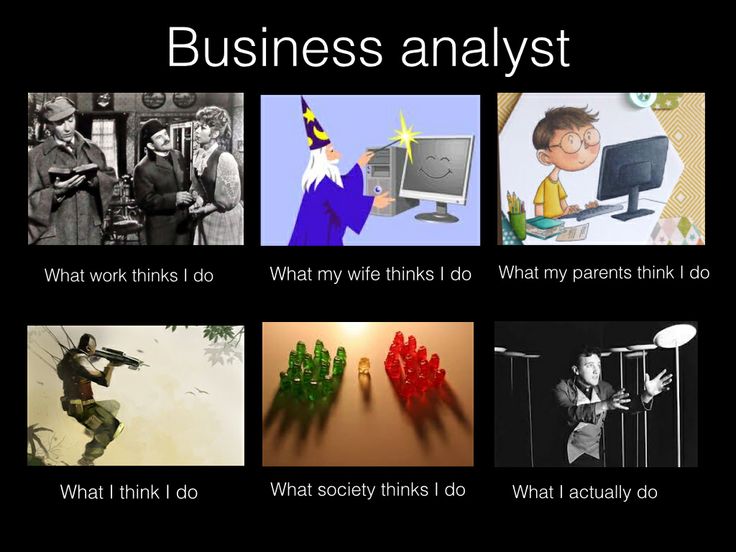 Business analyst
What work thinks I do
What my wife thinks I do
What my parents think I do
What I think I do
What society thinks I do
What I actually do